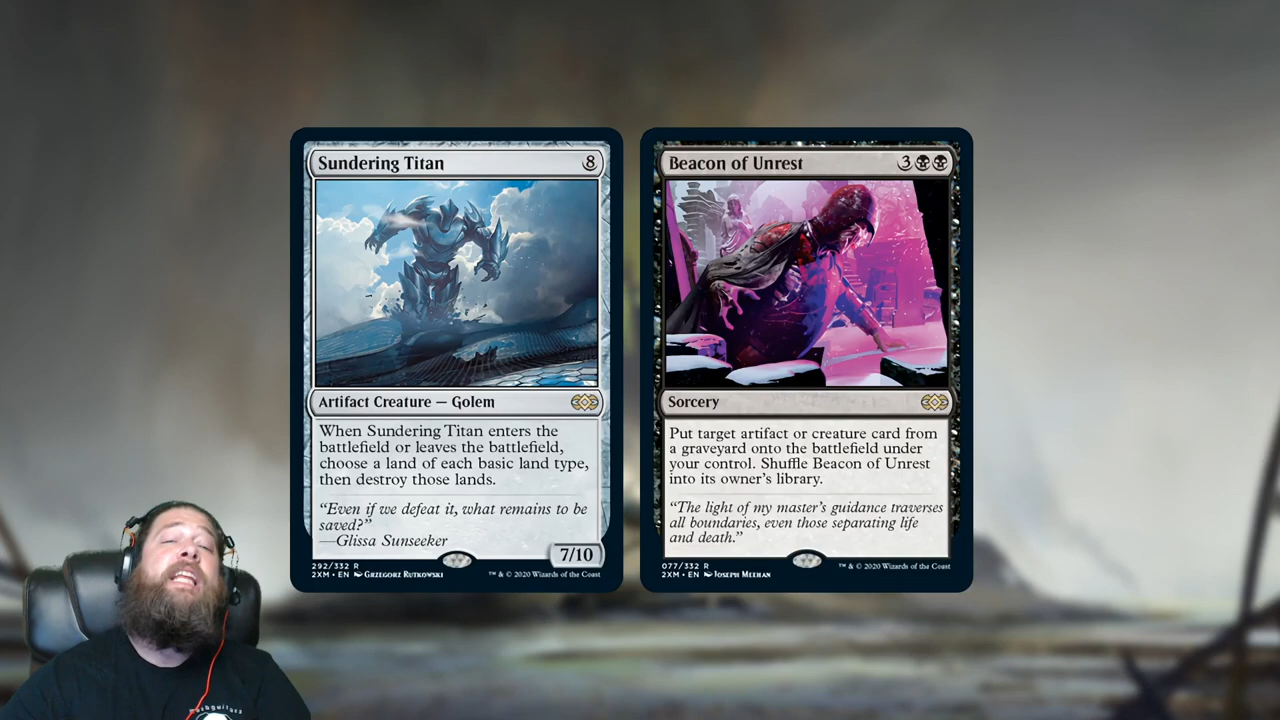 Sundering Titan 8
Artifact Creature — Golem
When Sundering Titan enters the
battlefield or leaves the battlefield,
choose a land of each basic land type,
then destroy those lands.
“Even if we defeat it, what remains to be
saved?”
—Glissa Sunseeker
7/10
292/332 R
2XM • EN Grzegorz Rutkowski
™ & © 2020 Wizards of the Coast
Beacon of Unrest 3
Sorcery
Put target artifact or creature card from
a graveyard onto the battlefield under
your control. Shuffle Beacon of Unrest
into its owner’s library.
“The light of my master’s guidance traverses
all boundaries, even those separating life
and death.”
077/332 R
2XM • EN Joseph Meehan
™ & © 2020 Wizards of the Coast